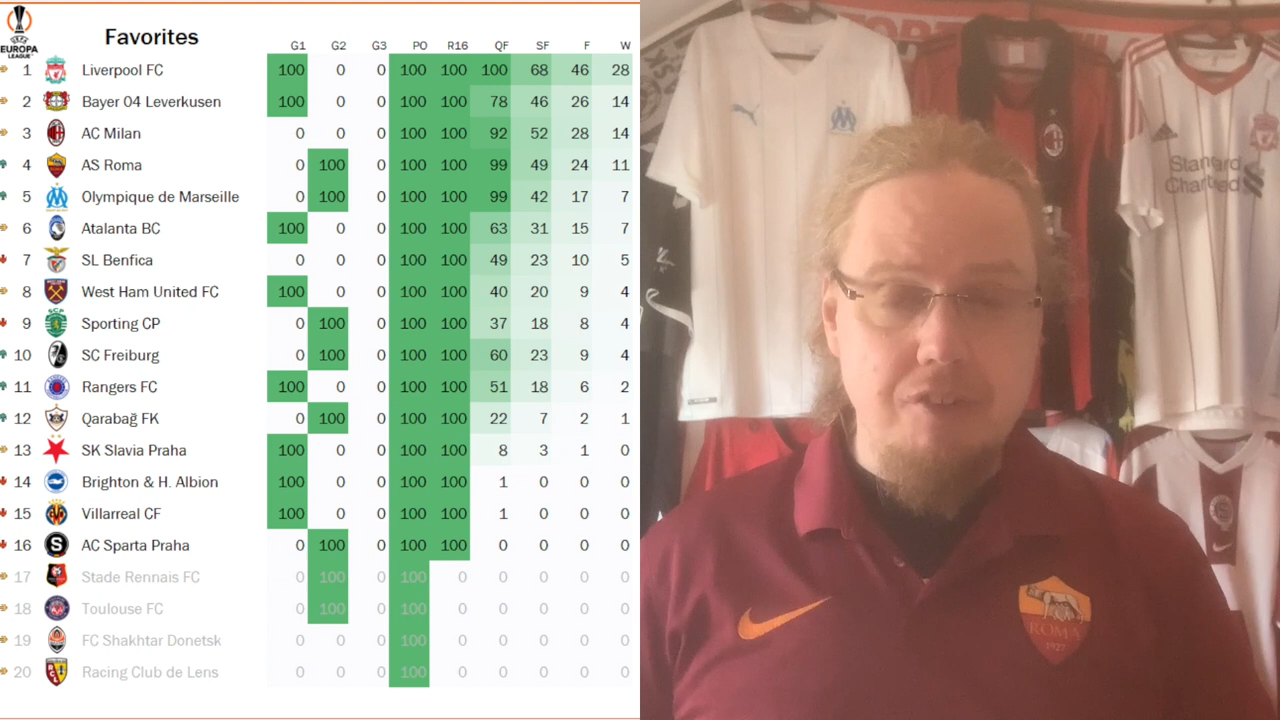 EUROPA
LEAGUE
Favorites
G1 G2 G3 PO R16 QF SF F W
1 Liverpool FC 100 0 0 100 100 100 68 46 28
2 Bayer 04 Leverkusen 100 0 0 100 100 78 46 26 14
3 AC Milan 0 0 0 100 100 92 52 28 14
4 AS Roma 0 100 0 100 100 99 49 24 11
5 Olympique de Marseille 0 100 0 100 100 99 42 17 7
6 Atalanta BC 100 0 0 100 100 63 31 15 7
7 SL Benfica 0 0 0 100 100 49 23 10 5
8 West Ham United FC 100 0 0 100 100 40 20 9 4
9 Sporting CP 0 100 0 100 100 37 18 8 4
10 SC Freiburg 0 100 0 100 100 60 23 9 4
11 Rangers FC 100 0 0 100 100 51 18 6 2
12 Qarabağ FK 0 100 0 100 100 22 7 2 1
13 SK Slavia Praha 100 0 0 100 100 8 3 1 0
14 Brighton & H. Albion 100 0 0 100 100 1 0 0 0
15 Villarreal CF 100 0 0 100 100 1 0 0 0
16 AC Sparta Praha 0 100 0 100 100 0 0 0 0
17 Stade Rennais FC 0 100 0 100 0 0 0 0 0
18 Toulouse FC 0 100 0 100 0 0 0 0 0
19 FC Shakhtar Donetsk 0 0 0 100 0 0 0 0 0
20 Racing Club de Lens 0 0 0 100 0 0 0 0 0
Standard
Chartered
ROMA
1927